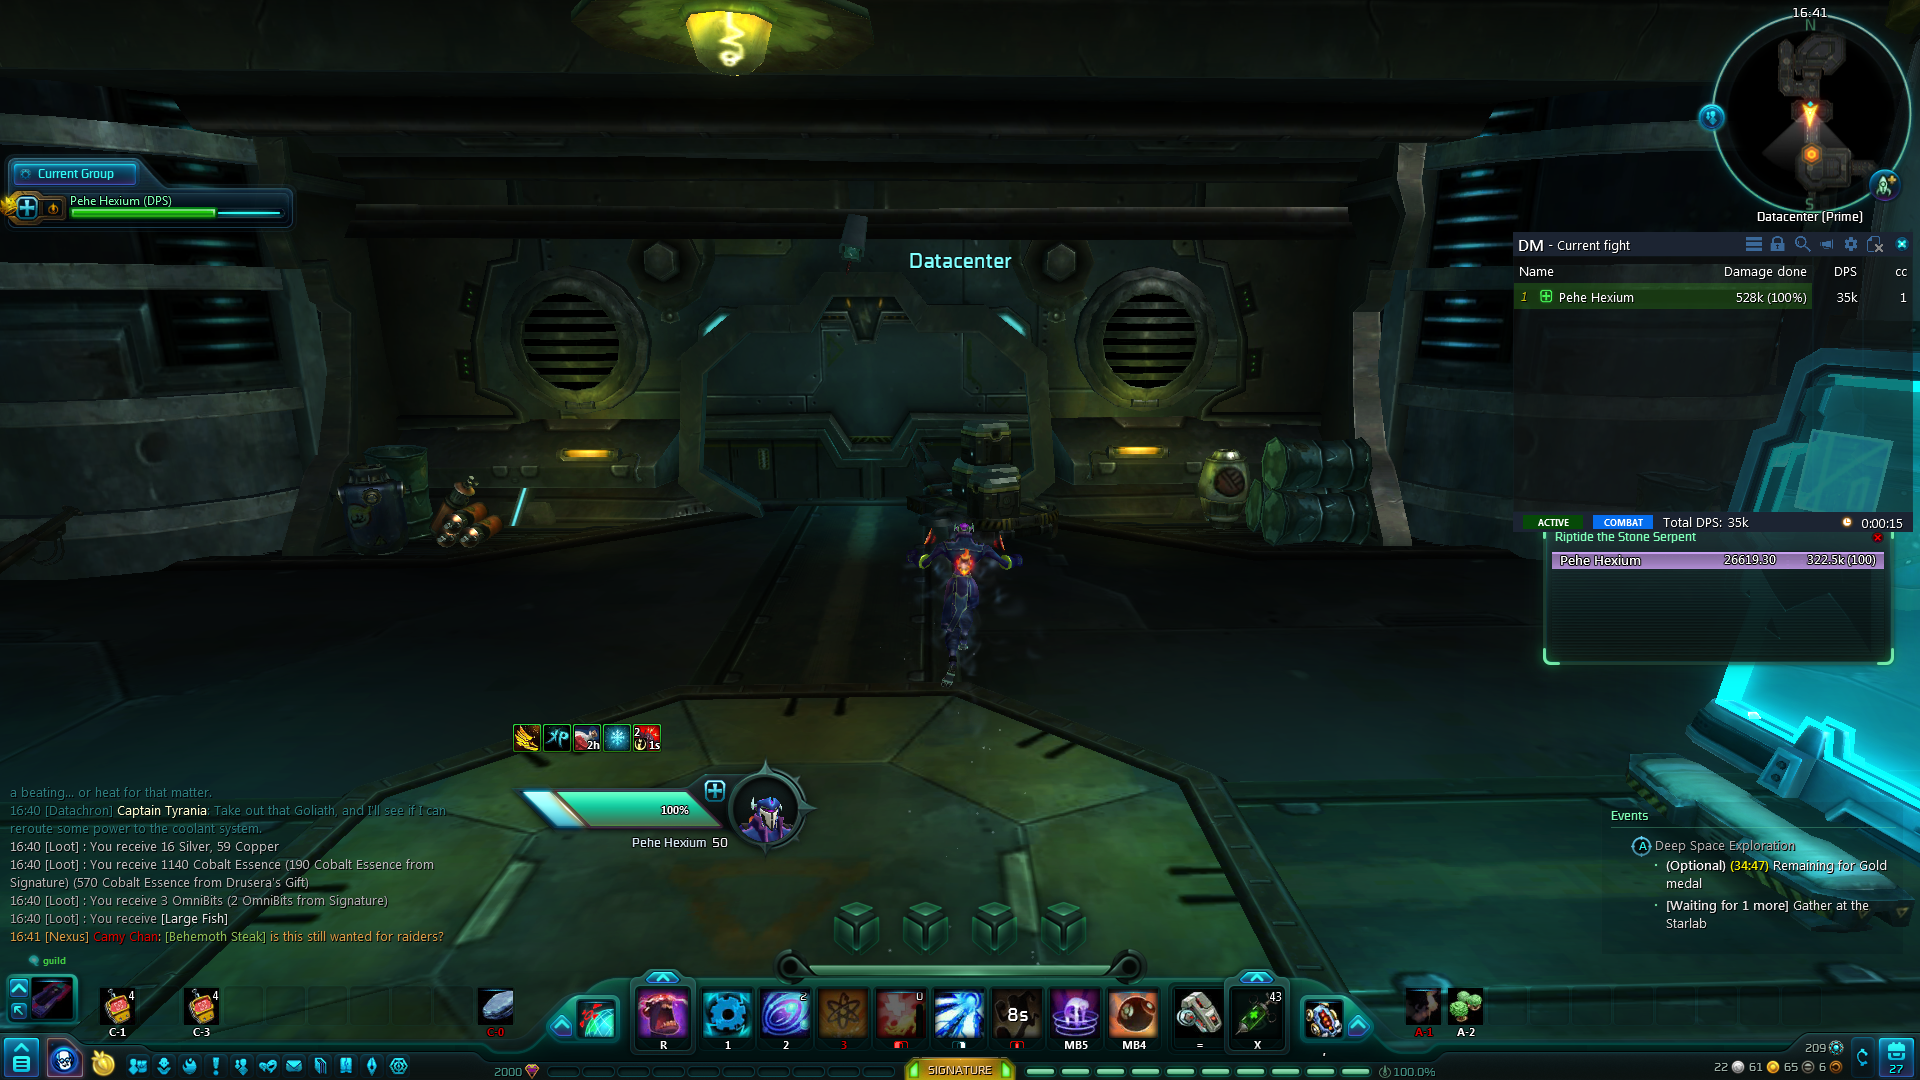 16:41
N
S
Datacenter (Prime)
Current Group
Pehe Hexium (DPS)
Datacenter
DM - Current fight
Name Damage done DPS cc
1 Pehe Hexium 528k (100%) 35k 1
ACTIVE COMBAT Total DPS: 35k 0:00:15
Riptide the Stone Serpent
Pehe Hexium 26619.30 322.5k (100)
XP 2h 2 1s
100%
Pehe Hexium 50
a beating... or heat for that matter.
16:40 [Datachron] Captain Tyrania: Take out that Goliath, and I'll see if I can
reroute some power to the coolant system.
16:40 [Loot] : You receive 16 Silver, 59 Copper
16:40 [Loot] : You receive 1140 Cobalt Essence (190 Cobalt Essence from
Signature) (570 Cobalt Essence from Drusera's Gift)
16:40 [Loot] : You receive 3 OmniBits (2 OmniBits from Signature)
16:40 [Loot] : You receive [Large Fish]
16:41 [Nexus] Camy Chan: [Behemoth Steak] is this still wanted for raiders?
guild
Events
A Deep Space Exploration
(Optional) (34:47) Remaining for Gold
medal
[Waiting for 1 more] Gather at the
Starlab
4 4 2 0 8s 43
C-1 C-3 C-0 R 1 2 3 MB5 MB4 = X A-1 A-2
2000 SIGNATURE 100.0%
209
22 61 65 6
27